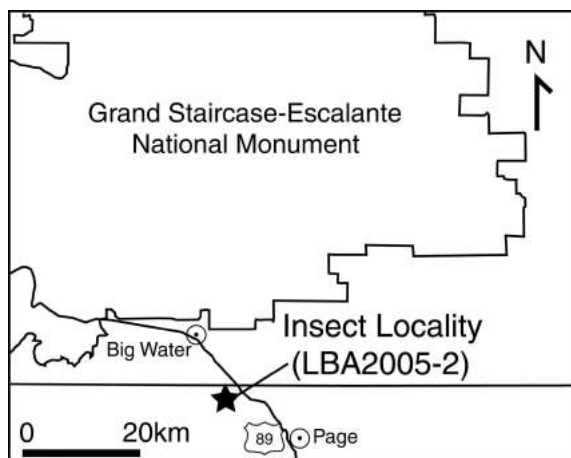 N
Grand Staircase-Escalante
National Monument
Insect Locality
(LBA2005-2)
Big Water
0 20km
89
Page